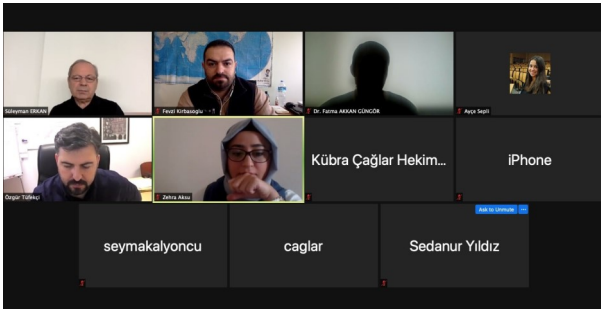 Süleyman ERKAN
Fevzi Kirbasoglu
Dr. Fatma AKKAN GÜNGÖR
Ayçe Sepli
Özgür Tüfekçi
Zehra Aksu
Kübra Çağlar Hekim...
iPhone
Ask to Unmute ...
seymakalyoncu
caglar
Sedanur Yıldız